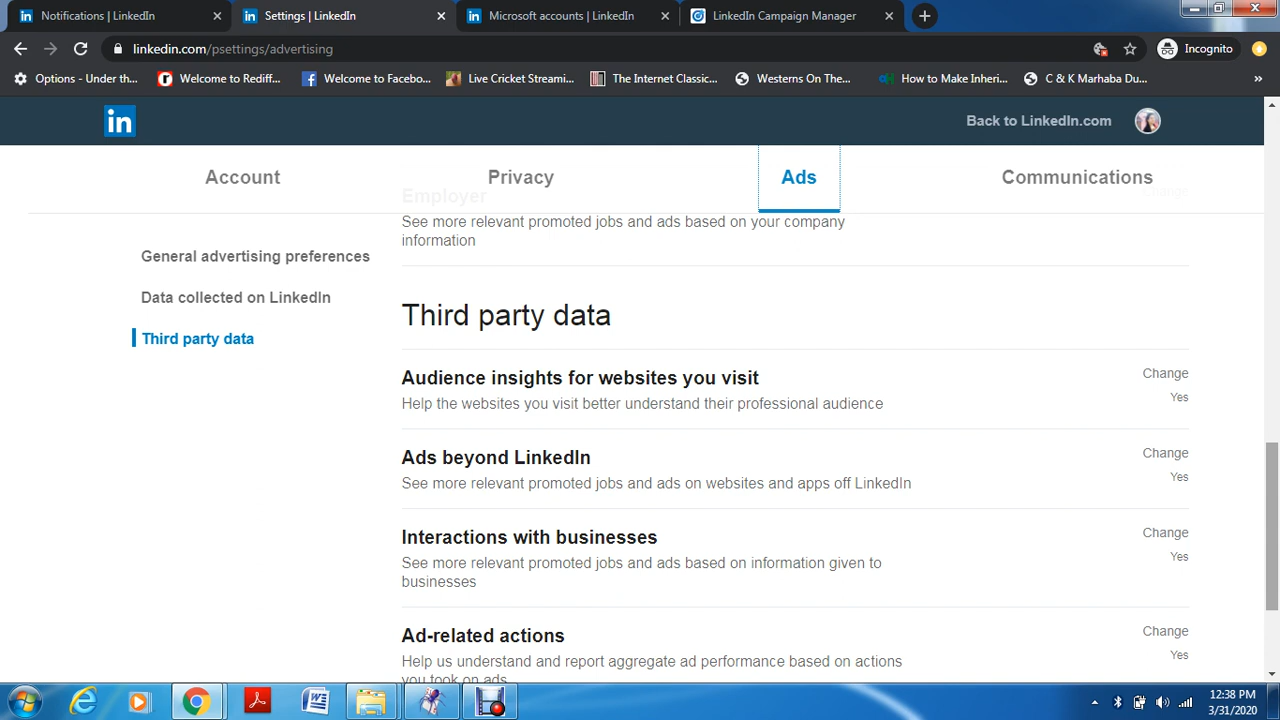 Notifications | LinkedIn
Settings | LinkedIn
Microsoft accounts | LinkedIn
LinkedIn Campaign Manager
linkedin.com/psettings/advertising
Incognito
Options - Under th...
Welcome to Rediff...
Welcome to Facebo...
Live Cricket Streami...
The Internet Classic...
Westerns On The...
How to Make Inheri...
C & K Marhaba Du...
in
Back to LinkedIn.com
Account
Privacy
Ads
Communications
Employer
Change
See more relevant promoted jobs and ads based on your company
information
General advertising preferences
Data collected on LinkedIn
Third party data
Third party data
Audience insights for websites you visit
Change
Help the websites you visit better understand their professional audience
Yes
Ads beyond LinkedIn
Change
See more relevant promoted jobs and ads on websites and apps off LinkedIn
Yes
Interactions with businesses
Change
See more relevant promoted jobs and ads based on information given to
businesses
Yes
Ad-related actions
Change
Help us understand and report aggregate ad performance based on actions
you took on ads
Yes
12:38 PM
3/31/2020